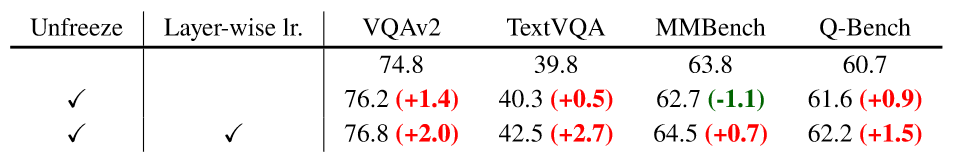 Unfreeze Layer-wise lr. VQAv2 TextVQA MMBench Q-Bench
74.8 39.8 63.8 60.7
✓ 76.2 (+1.4) 40.3 (+0.5) 62.7 (-1.1) 61.6 (+0.9)
✓ ✓ 76.8 (+2.0) 42.5 (+2.7) 64.5 (+0.7) 62.2 (+1.5)